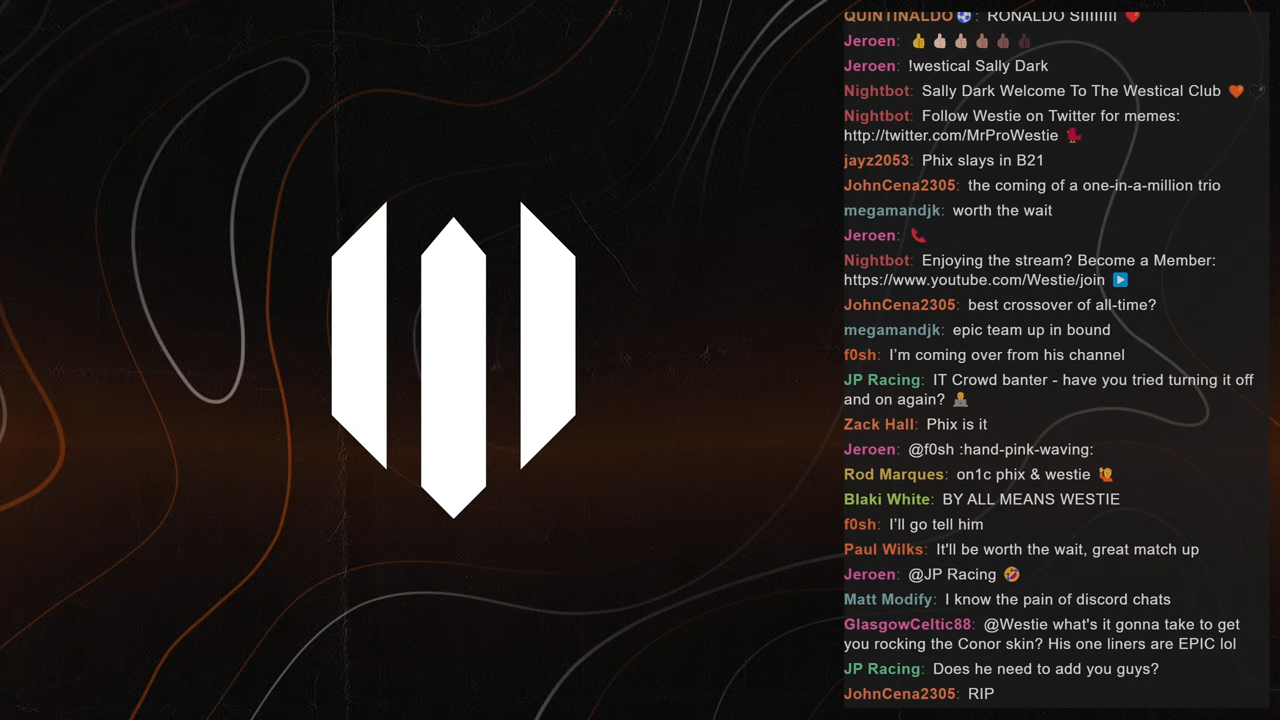 QUINTINALDO⚽: RONALDO SIIIIIII ❤️
Jeroen: 👍👍🏻👍🏼👍🏽👍🏾👍🏿
Jeroen: !westical Sally Dark
Nightbot: Sally Dark Welcome To The Westical Club 🧡🖤
Nightbot: Follow Westie on Twitter for memes:
http://twitter.com/MrProWestie 🐦
jayz2053: Phix slays in B21
JohnCena2305: the coming of a one-in-a-million trio
megamandjk: worth the wait
Jeroen: 📞
Nightbot: Enjoying the stream? Become a Member:
https://www.youtube.com/Westie/join ▶️
JohnCena2305: best crossover of all-time?
megamandjk: epic team up in bound
f0sh: I’m coming over from his channel
JP Racing: IT Crowd banter - have you tried turning it off
and on again? 🧑‍💻
Zack Hall: Phix is it
Jeroen: @f0sh :hand-pink-waving:
Rod Marques: on1c phix & westie 🙋
Blaki White: BY ALL MEANS WESTIE
f0sh: I’ll go tell him
Paul Wilks: It'll be worth the wait, great match up
Jeroen: @JP Racing 🤣
Matt Modify: I know the pain of discord chats
GlasgowCeltic88: @Westie what's it gonna take to get
you rocking the Conor skin? His one liners are EPIC lol
JP Racing: Does he need to add you guys?
JohnCena2305: RIP